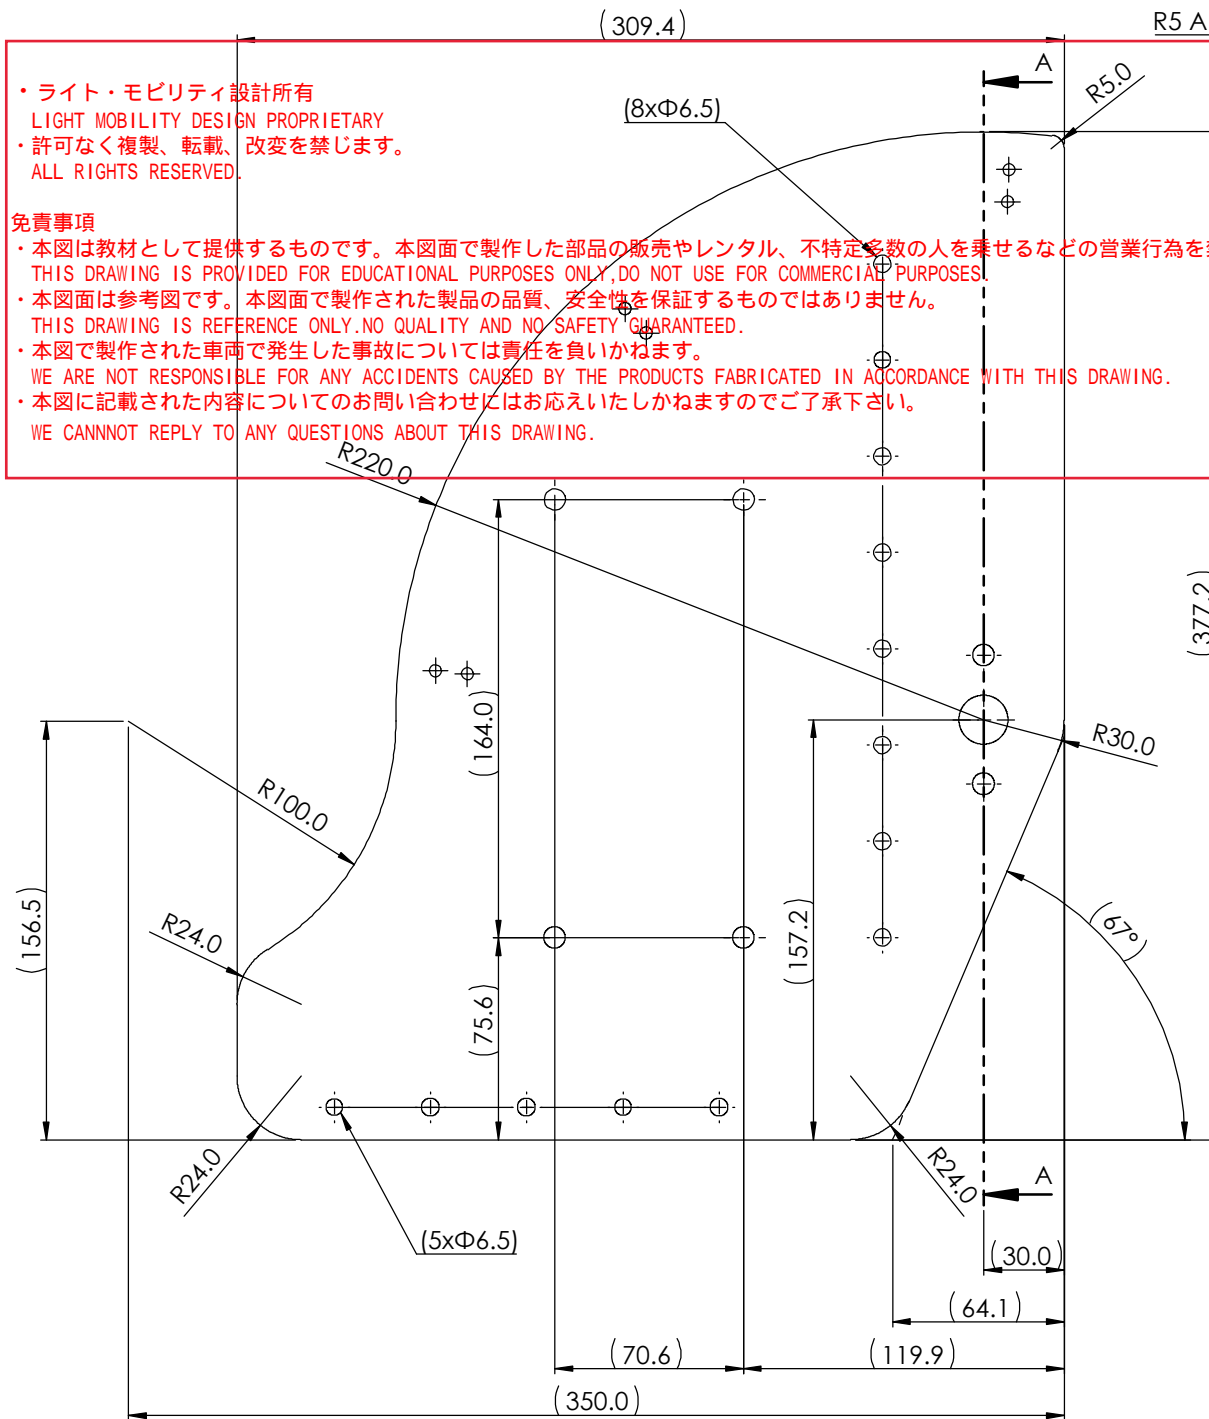 (309.4)
R5 A
A
R5.0
(8xΦ6.5)
・ライト・モビリティ設計所有
LIGHT MOBILITY DESIGN PROPRIETARY
・許可なく複製、転載、改変を禁じます。
ALL RIGHTS RESERVED.
免責事項
・本図は教材として提供するものです。本図面で製作した部品の販売やレンタル、不特定多数の人を乗せるなどの営業行為を
THIS DRAWING IS PROVIDED FOR EDUCATIONAL PURPOSES ONLY,DO NOT USE FOR COMMERCIAL PURPOSES.
・本図面は参考図です。本図面で製作された製品の品質、安全性を保証するものではありません。
THIS DRAWING IS REFERENCE ONLY.NO QUALITY AND NO SAFETY GUARANTEED.
・本図で製作された車両で発生した事故については責任を負いかねます。
WE ARE NOT RESPONSIBLE FOR ANY ACCIDENTS CAUSED BY THE PRODUCTS FABRICATED IN ACCORDANCE WITH THIS DRAWING.
・本図に記載された内容についてのお問い合わせにはお応えいたしかねますのでご了承下さい。
WE CANNNOT REPLY TO ANY QUESTIONS ABOUT THIS DRAWING.
R220.0
(377.2)
(164.0)
R30.0
R100.0
(156.5)
R24.0
(157.2)
(67°)
(75.6)
R24.0
R24.0
A
(5xΦ6.5)
(30.0)
(64.1)
(70.6)
(119.9)
(350.0)